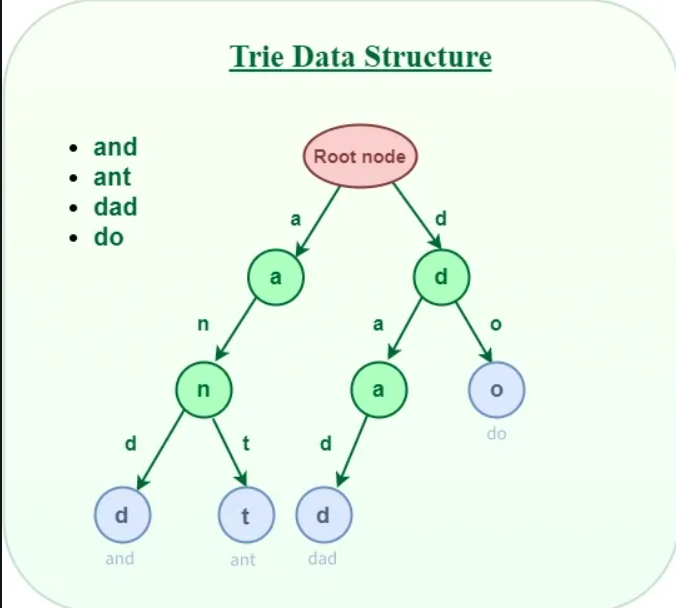 Trie Data Structure
• and
• ant
• dad
• do
Root node
a
d
a
d
n
a
o
n
a
o
do
d
t
d
d
t
d
and
ant
dad